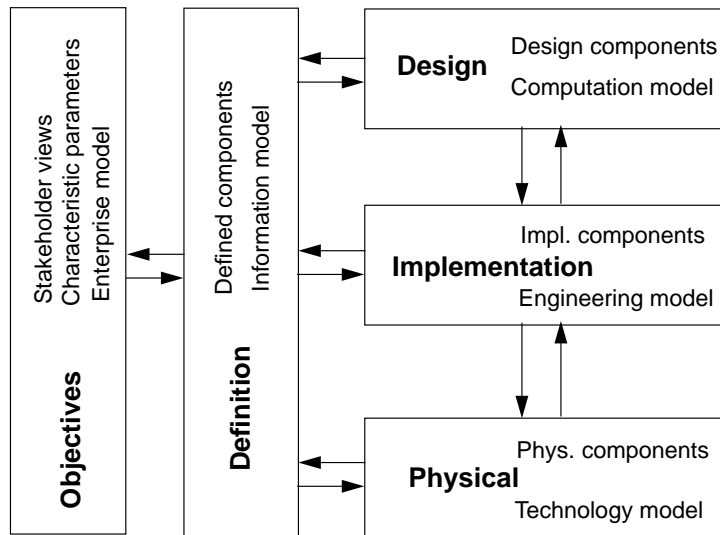 Stakeholder views
Characteristic parameters
Enterprise model
Objectives
Defined components
Information model
Definition
Design components
Design
Computation model
Impl. components
Implementation
Engineering model
Phys. components
Physical
Technology model